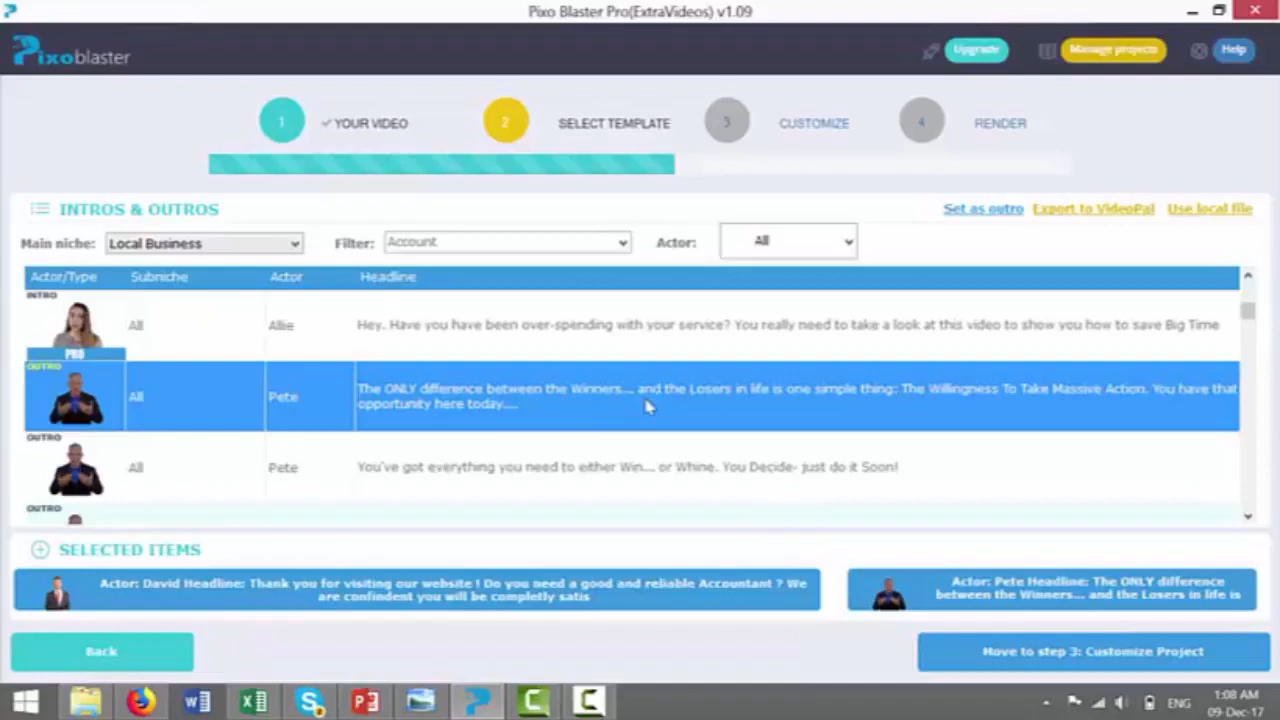 Pixo Blaster Pro(ExtraVideos) v1.09
Pixoblaster
Upgrade
Manage projects
Help
1
✓ YOUR VIDEO
2
SELECT TEMPLATE
3
CUSTOMIZE
4
RENDER
INTROS & OUTROS
Set as outro
Export to VideoPal
Use local file
Main niche:
Local Business
Filter:
Account
Actor:
All
Actor/Type
Subniche
Actor
Headline
INTRO
PRO
All
Allie
Hey. Have you have been over-spending with your service? You really need to take a look at this video to show you how to save Big Time
OUTRO
All
Pete
The ONLY difference between the Winners... and the Losers in life is one simple thing: The Willingness To Take Massive Action. You have that
opportunity here today....
OUTRO
All
Pete
You've got everything you need to either Win.... or Whine. You Decide- just do it Soon!
OUTRO
SELECTED ITEMS
Actor: David Headline: Thank you for visiting our website ! Do you need a good and reliable Accountant ? We
are confindent you will be completly satis
Actor: Pete Headline: The ONLY difference
between the Winners... and the Losers in life is
Back
Move to step 3: Customize Project
ENG
1:08 AM
09-Dec-17